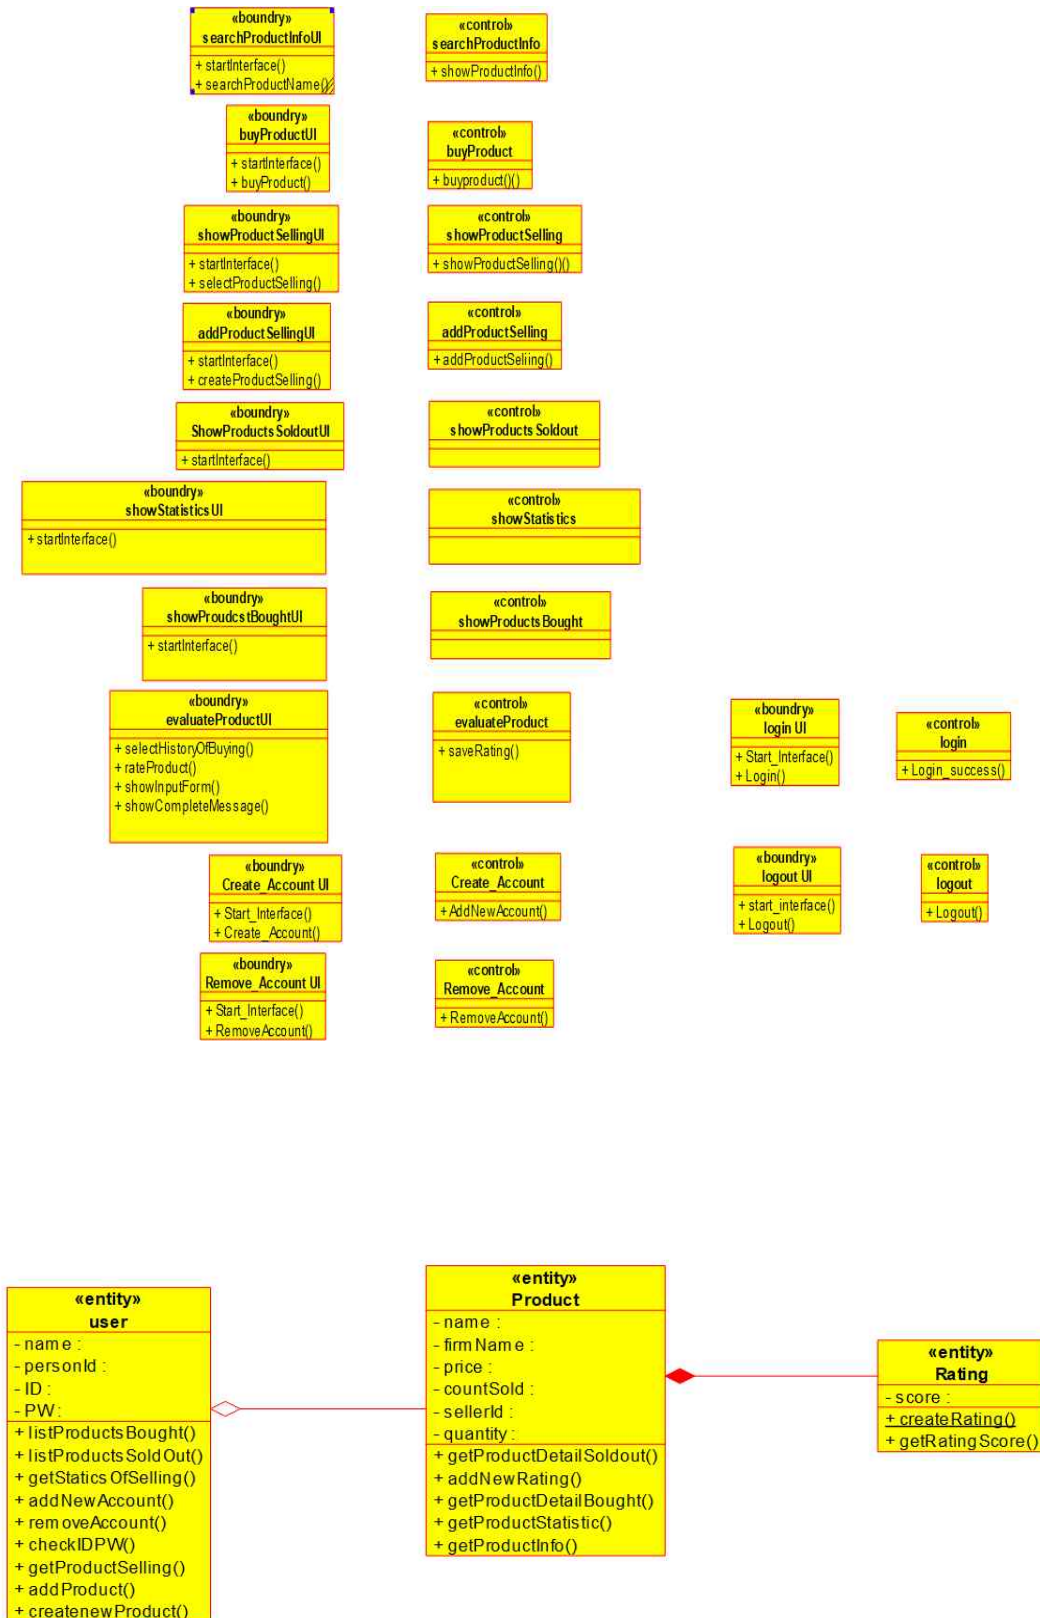 «boundry»
searchProductInfoUI
+ startInterface()
+ searchProductName()
«control»
searchProductInfo
+ showProductInfo()
«boundry»
buyProductUI
+ startInterface()
+ buyProduct()
«control»
buyProduct
+ buyproduct()()
«boundry»
showProductSellingUI
+ startInterface()
+ selectProductSelling()
«control»
showProductSelling
+ showProductSelling()()
«boundry»
addProductSellingUI
+ startInterface()
+ createProductSelling()
«control»
addProductSelling
+ addProductSeliing()
«boundry»
ShowProductsSoldoutUI
+ startInterface()
«control»
showProductsSoldout
«boundry»
showStatisticsUI
+ startInterface()
«control»
showStatistics
«boundry»
showProudcstBoughtUI
+ startInterface()
«control»
showProductsBought
«boundry»
evaluateProductUI
+ selectHistoryOfBuying()
+ rateProduct()
+ showInputForm()
+ showCompleteMessage()
«control»
evaluateProduct
+ saveRating()
«boundry»
login UI
+ Start_Interface()
+ Login()
«control»
login
+ Login_success()
«boundry»
Create_Account UI
+ Start_Interface()
+ Create_Account()
«control»
Create_Account
+ AddNewAccount()
«boundry»
logout UI
+ start_interface()
+ Logout()
«control»
logout
+ Logout()
«boundry»
Remove_Account UI
+ Start_Interface()
+ RemoveAccount()
«control»
Remove_Account
+ RemoveAccount()
«entity»
user
- name :
- personId :
- ID :
- PW :
+ listProductsBought()
+ listProductsSoldOut()
+ getStaticsOfSelling()
+ addNewAccount()
+ removeAccount()
+ checkIDPW()
+ getProductSelling()
+ addProduct()
+ createnewProduct()
«entity»
Product
- name :
- firmName :
- price :
- countSold :
- sellerId :
- quantity :
+ getProductDetailSoldout()
+ addNewRating()
+ getProductDetailBought()
+ getProductStatistic()
+ getProductInfo()
«entity»
Rating
- score :
+ createRating()
+ getRatingScore()